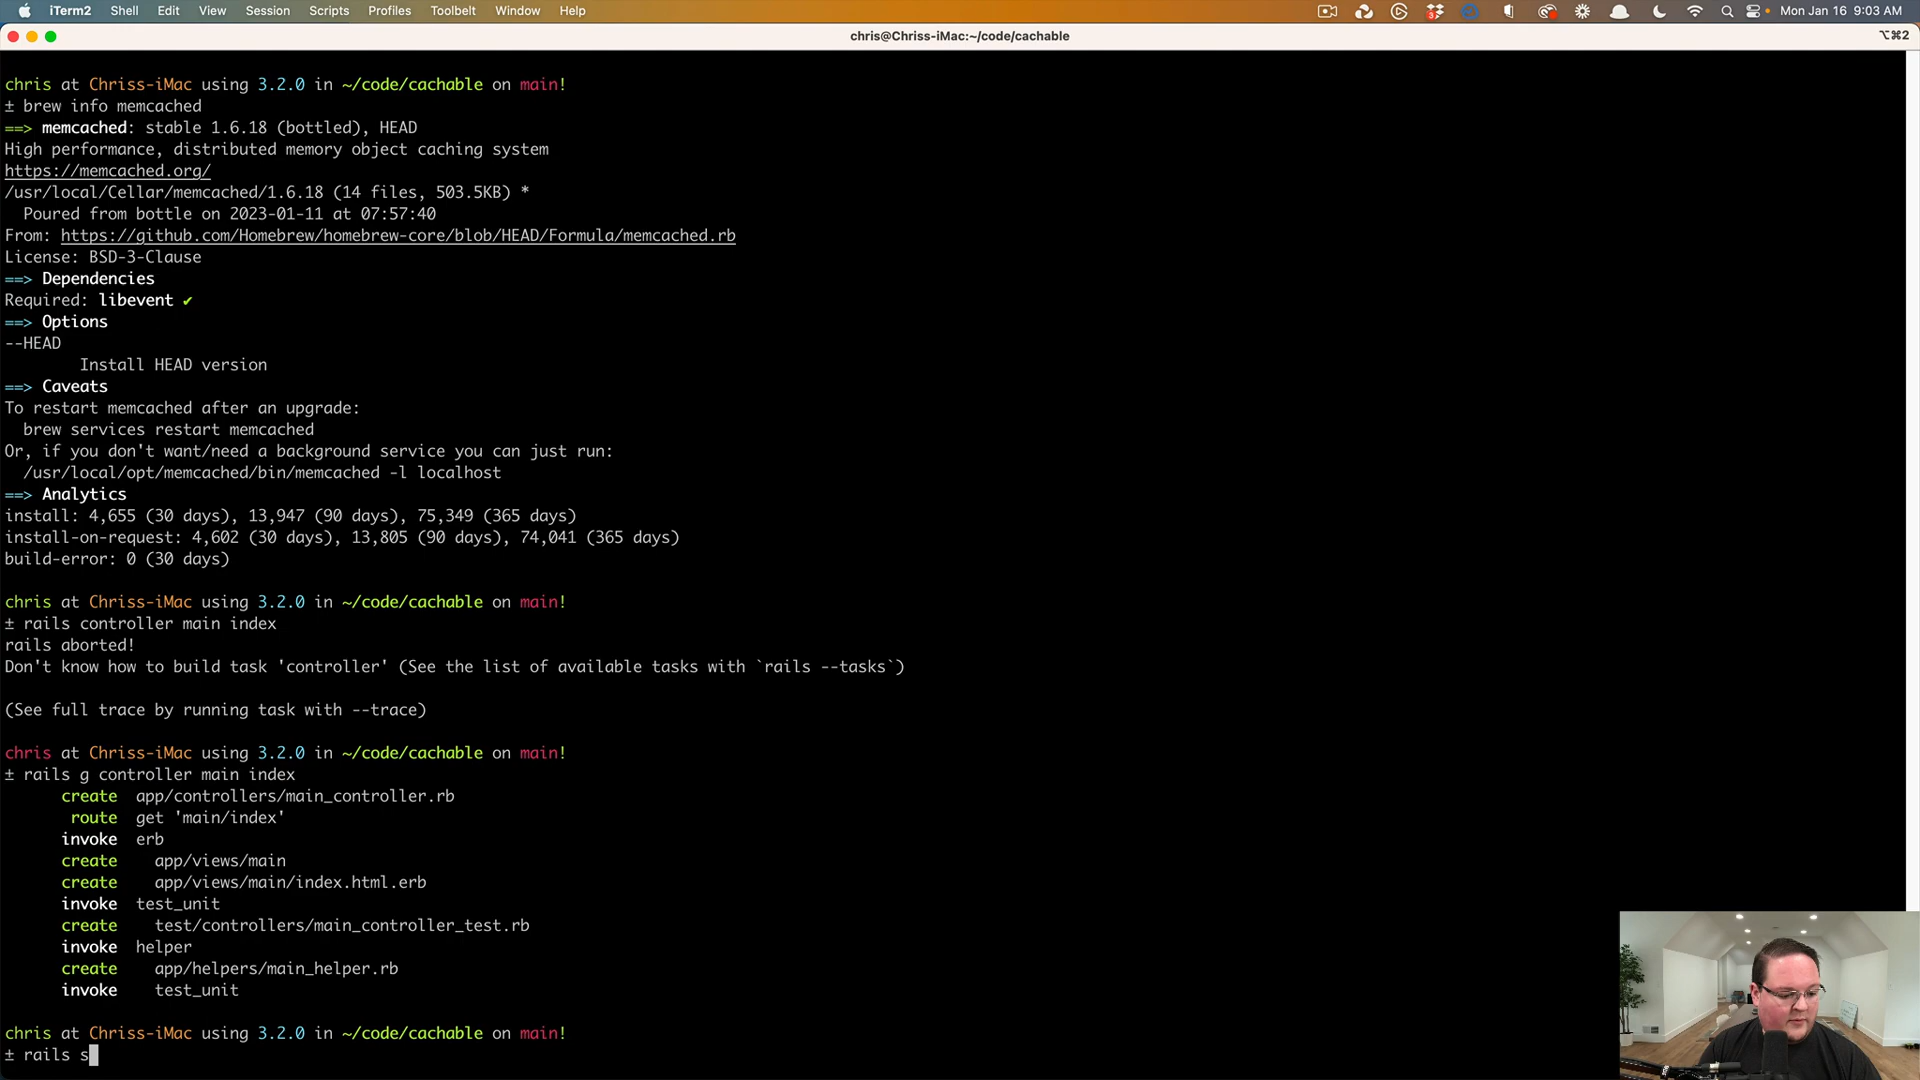 iTerm2 Shell Edit View Session Scripts Profiles Toolbelt Window Help Mon Jan 16 9:03 AM
chris@Chriss-iMac:~/code/cachable ⌥⌘2
chris at Chriss-iMac using 3.2.0 in ~/code/cachable on main!
± brew info memcached
==> memcached: stable 1.6.18 (bottled), HEAD
High performance, distributed memory object caching system
https://memcached.org/
/usr/local/Cellar/memcached/1.6.18 (14 files, 503.5KB) *
Poured from bottle on 2023-01-11 at 07:57:40
From: https://github.com/Homebrew/homebrew-core/blob/HEAD/Formula/memcached.rb
License: BSD-3-Clause
==> Dependencies
Required: libevent ✔
==> Options
--HEAD
Install HEAD version
==> Caveats
To restart memcached after an upgrade:
brew services restart memcached
Or, if you don't want/need a background service you can just run:
/usr/local/opt/memcached/bin/memcached -l localhost
==> Analytics
install: 4,655 (30 days), 13,947 (90 days), 75,349 (365 days)
install-on-request: 4,602 (30 days), 13,805 (90 days), 74,041 (365 days)
build-error: 0 (30 days)
chris at Chriss-iMac using 3.2.0 in ~/code/cachable on main!
± rails controller main index
rails aborted!
Don't know how to build task 'controller' (See the list of available tasks with `rails --tasks`)
(See full trace by running task with --trace)
chris at Chriss-iMac using 3.2.0 in ~/code/cachable on main!
± rails g controller main index
create app/controllers/main_controller.rb
route get 'main/index'
invoke erb
create app/views/main
create app/views/main/index.html.erb
invoke test_unit
create test/controllers/main_controller_test.rb
invoke helper
create app/helpers/main_helper.rb
invoke test_unit
chris at Chriss-iMac using 3.2.0 in ~/code/cachable on main!
± rails s